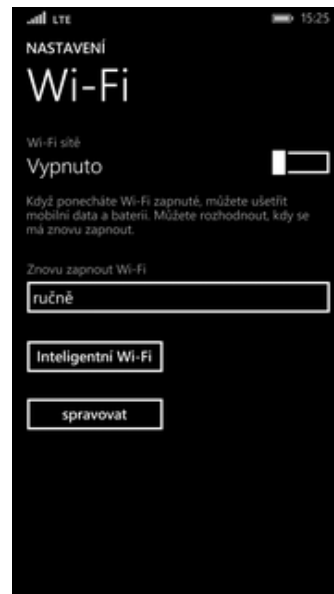 LTE 15:25
NASTAVENÍ
Wi-Fi
Wi-Fi sítě
Vypnuto
Když ponecháte Wi-Fi zapnuté, můžete ušetřit
mobilní data a baterii. Můžete rozhodnout, kdy se
má znovu zapnout.
Znovu zapnout Wi-Fi
ručně
Inteligentní Wi-Fi
spravovat